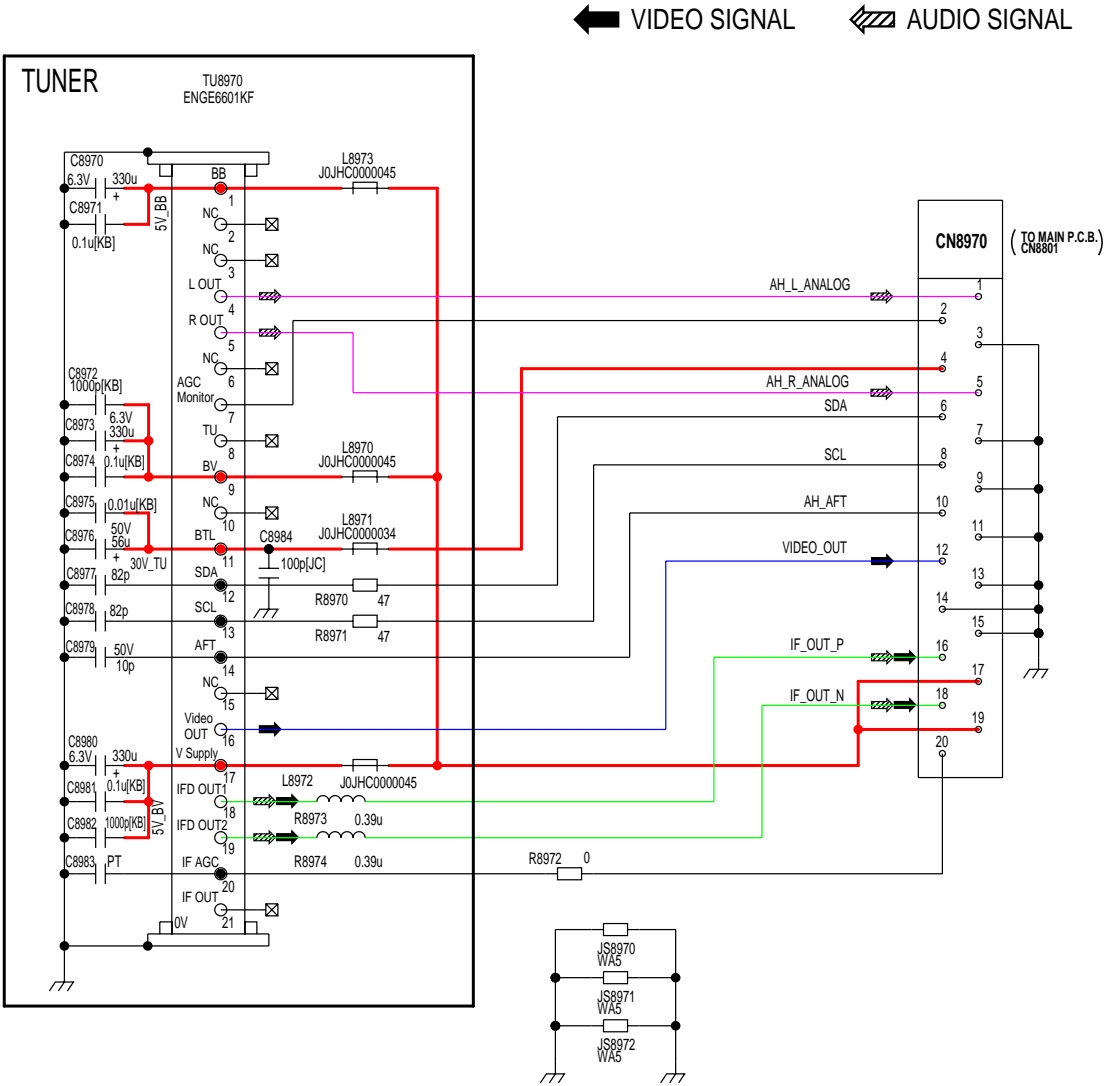 VIDEO SIGNAL
AUDIO SIGNAL
TUNER
TU8970
ENGE6601KF
C8970
6.3V
330u
+
C8971
0.1u[KB]
5V_BB
BB
1
L8973
J0JHC0000045
NC
2
NC
3
L OUT
4
R OUT
5
NC
6
AGC
Monitor
7
TU
8
BV
9
NC
10
BTL
11
SDA
12
SCL
13
AFT
14
NC
15
Video
OUT
16
V Supply
17
IFD OUT1
18
IFD OUT2
19
IF AGC
20
IF OUT
21
0V
C8972
1000p[KB]
6.3V
C8973
330u
+
C8974
0.1u[KB]
C8975
0.01u[KB]
50V
C8976
56u
+
30V_TU
C8977
82p
C8978
82p
C8979
50V
10p
C8980
6.3V
330u
+
C8981
0.1u[KB]
C8982
1000p[KB]
5V_BV
C8983
PT
L8970
J0JHC0000045
L8971
J0JHC0000034
C8984
100p[JC]
R8970
47
R8971
47
L8972
J0JHC0000045
R8973
0.39u
R8974
0.39u
R8972
0
AH_L_ANALOG
AH_R_ANALOG
SDA
SCL
AH_AFT
VIDEO_OUT
IF_OUT_P
IF_OUT_N
CN8970
( TO MAIN P.C.B. )
CN8801
1
2
3
4
5
6
7
8
9
10
11
12
13
14
15
16
17
18
19
20
JS8970
WA5
JS8971
WA5
JS8972
WA5